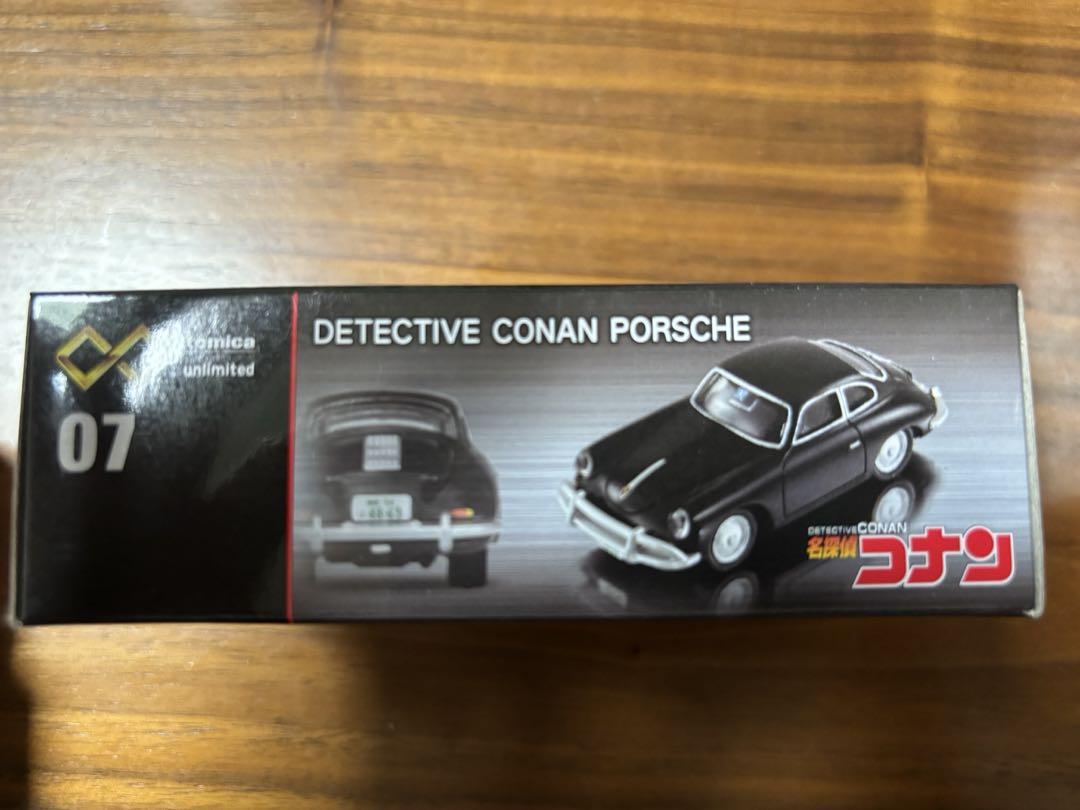 tomica
unlimited
07
DETECTIVE CONAN PORSCHE
DETECTIVE CONAN
名探偵
コナン